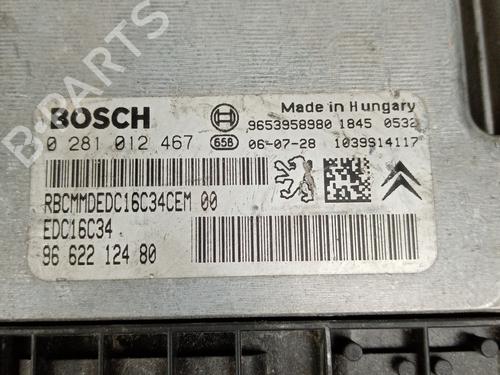 BOSCH
Made in Hungary
9653958980 1845 0532
0 281 012 467 658 06-07-28 1039S14117
RBCMMDEDC16C34CEM 00
EDC16C34
96 622 124 80
B-PARTS